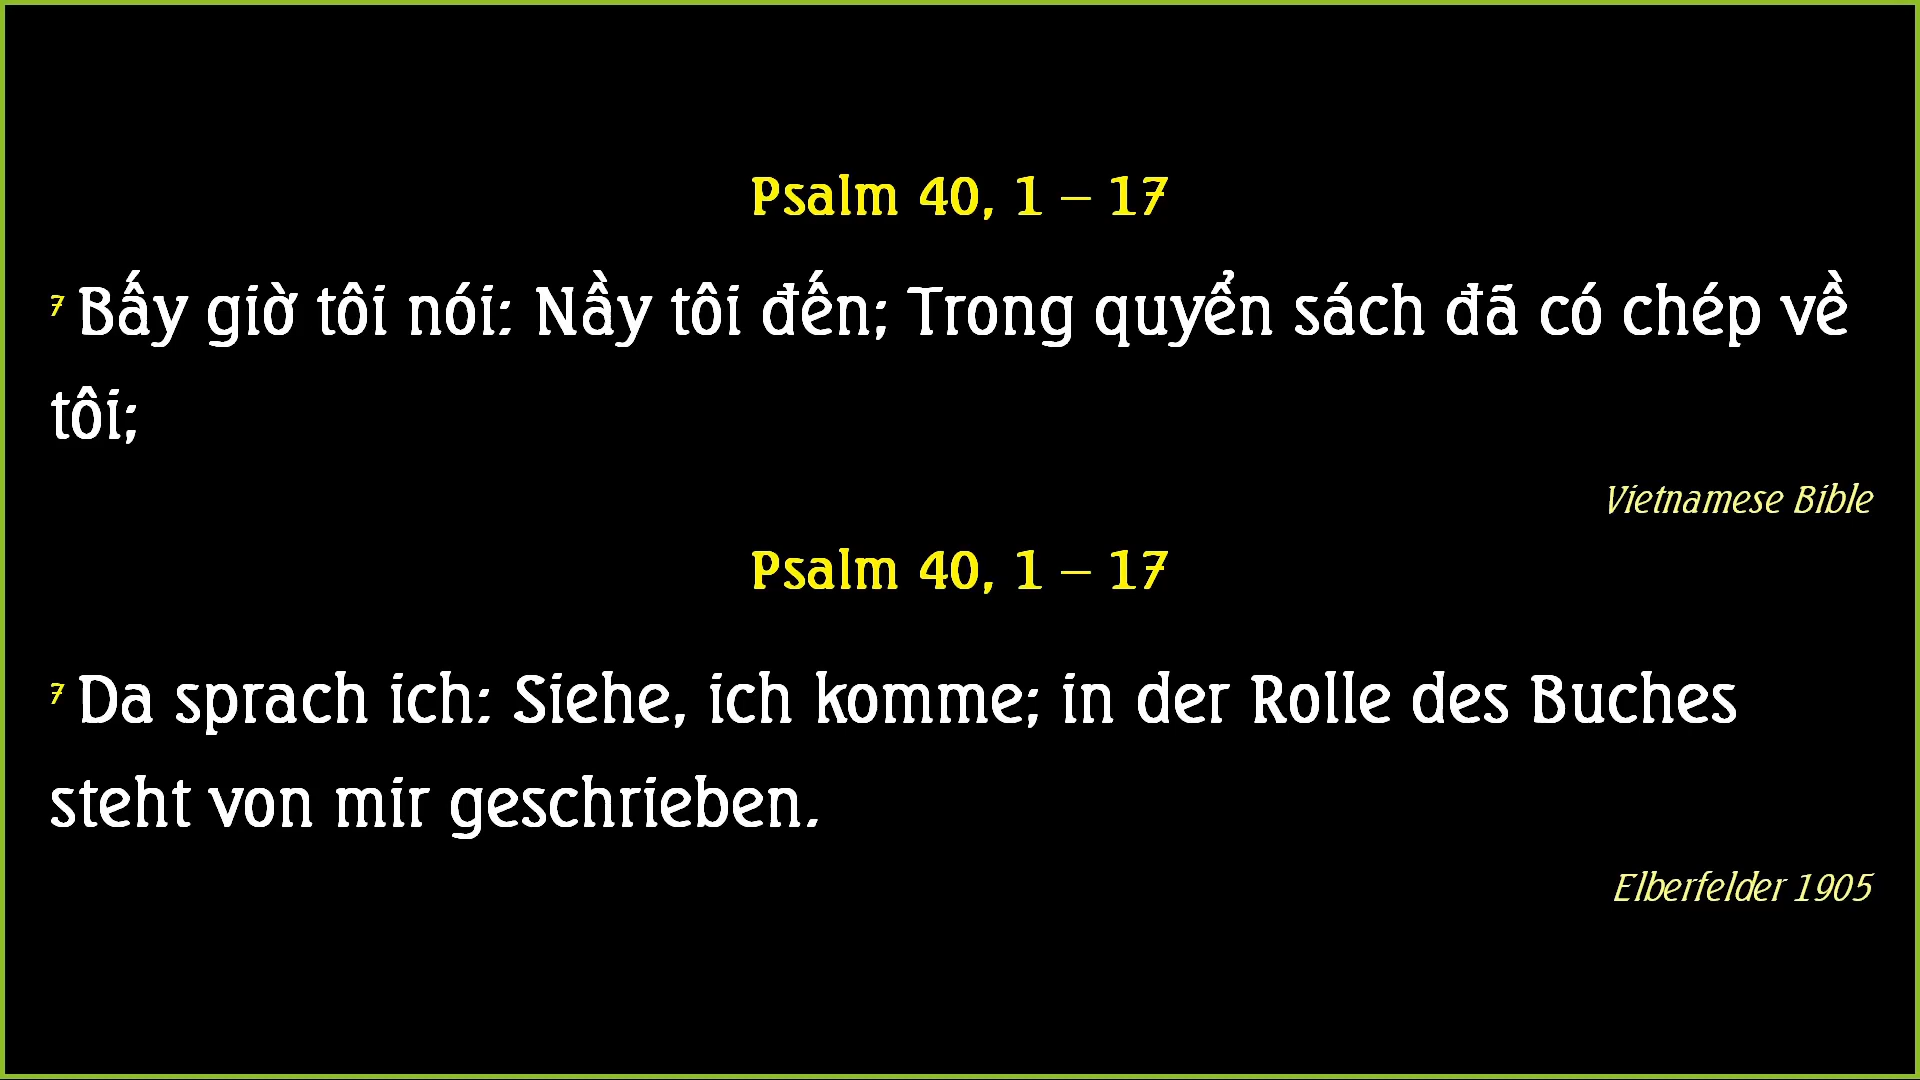 Psalm 40, 1 – 17
7 Bấy giờ tôi nói: Nầy tôi đến; Trong quyển sách đã có chép về
tôi;
Vietnamese Bible
Psalm 40, 1 – 17
7 Da sprach ich: Siehe, ich komme; in der Rolle des Buches
steht von mir geschrieben.
Elberfelder 1905